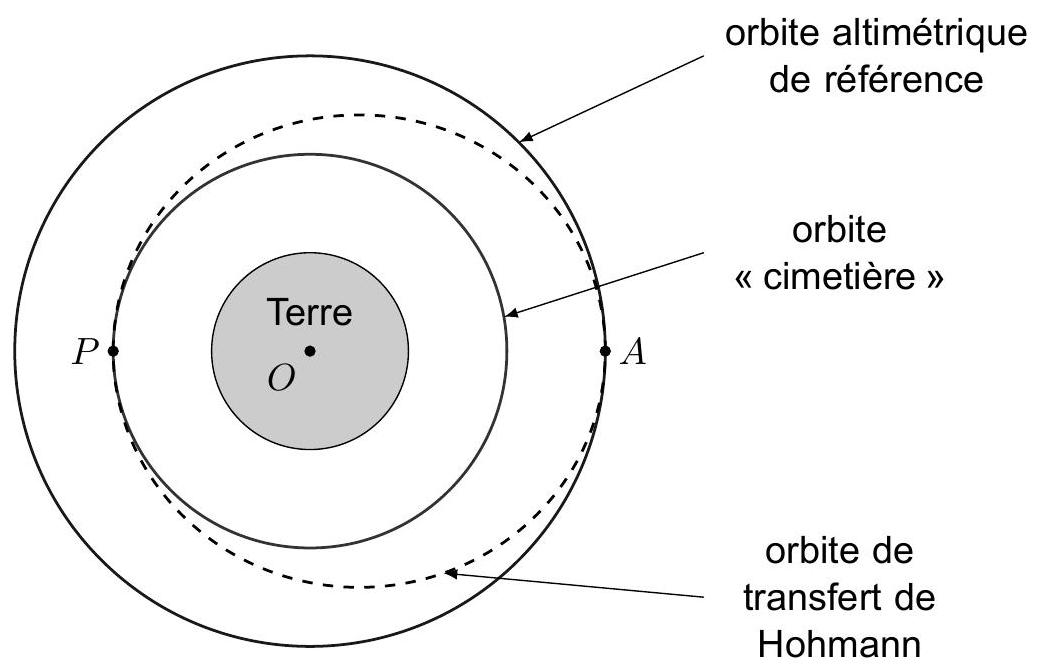 orbite altimétrique
de référence
orbite
« cimetière »
Terre
P
O
A
orbite de
transfert de
Hohmann